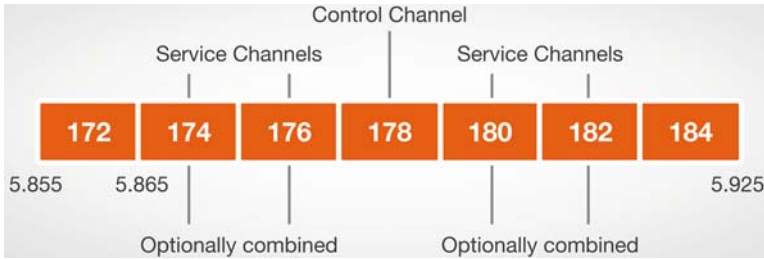 Control Channel
Service Channels Service Channels
172 174 176 178 180 182 184
5.855 5.865 5.925
Optionally combined Optionally combined